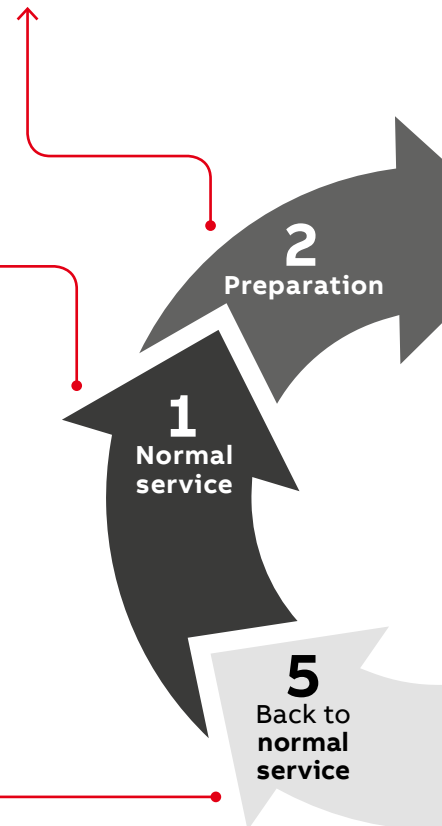 2
Preparation
1
Normal
service
5
Back to
normal
service